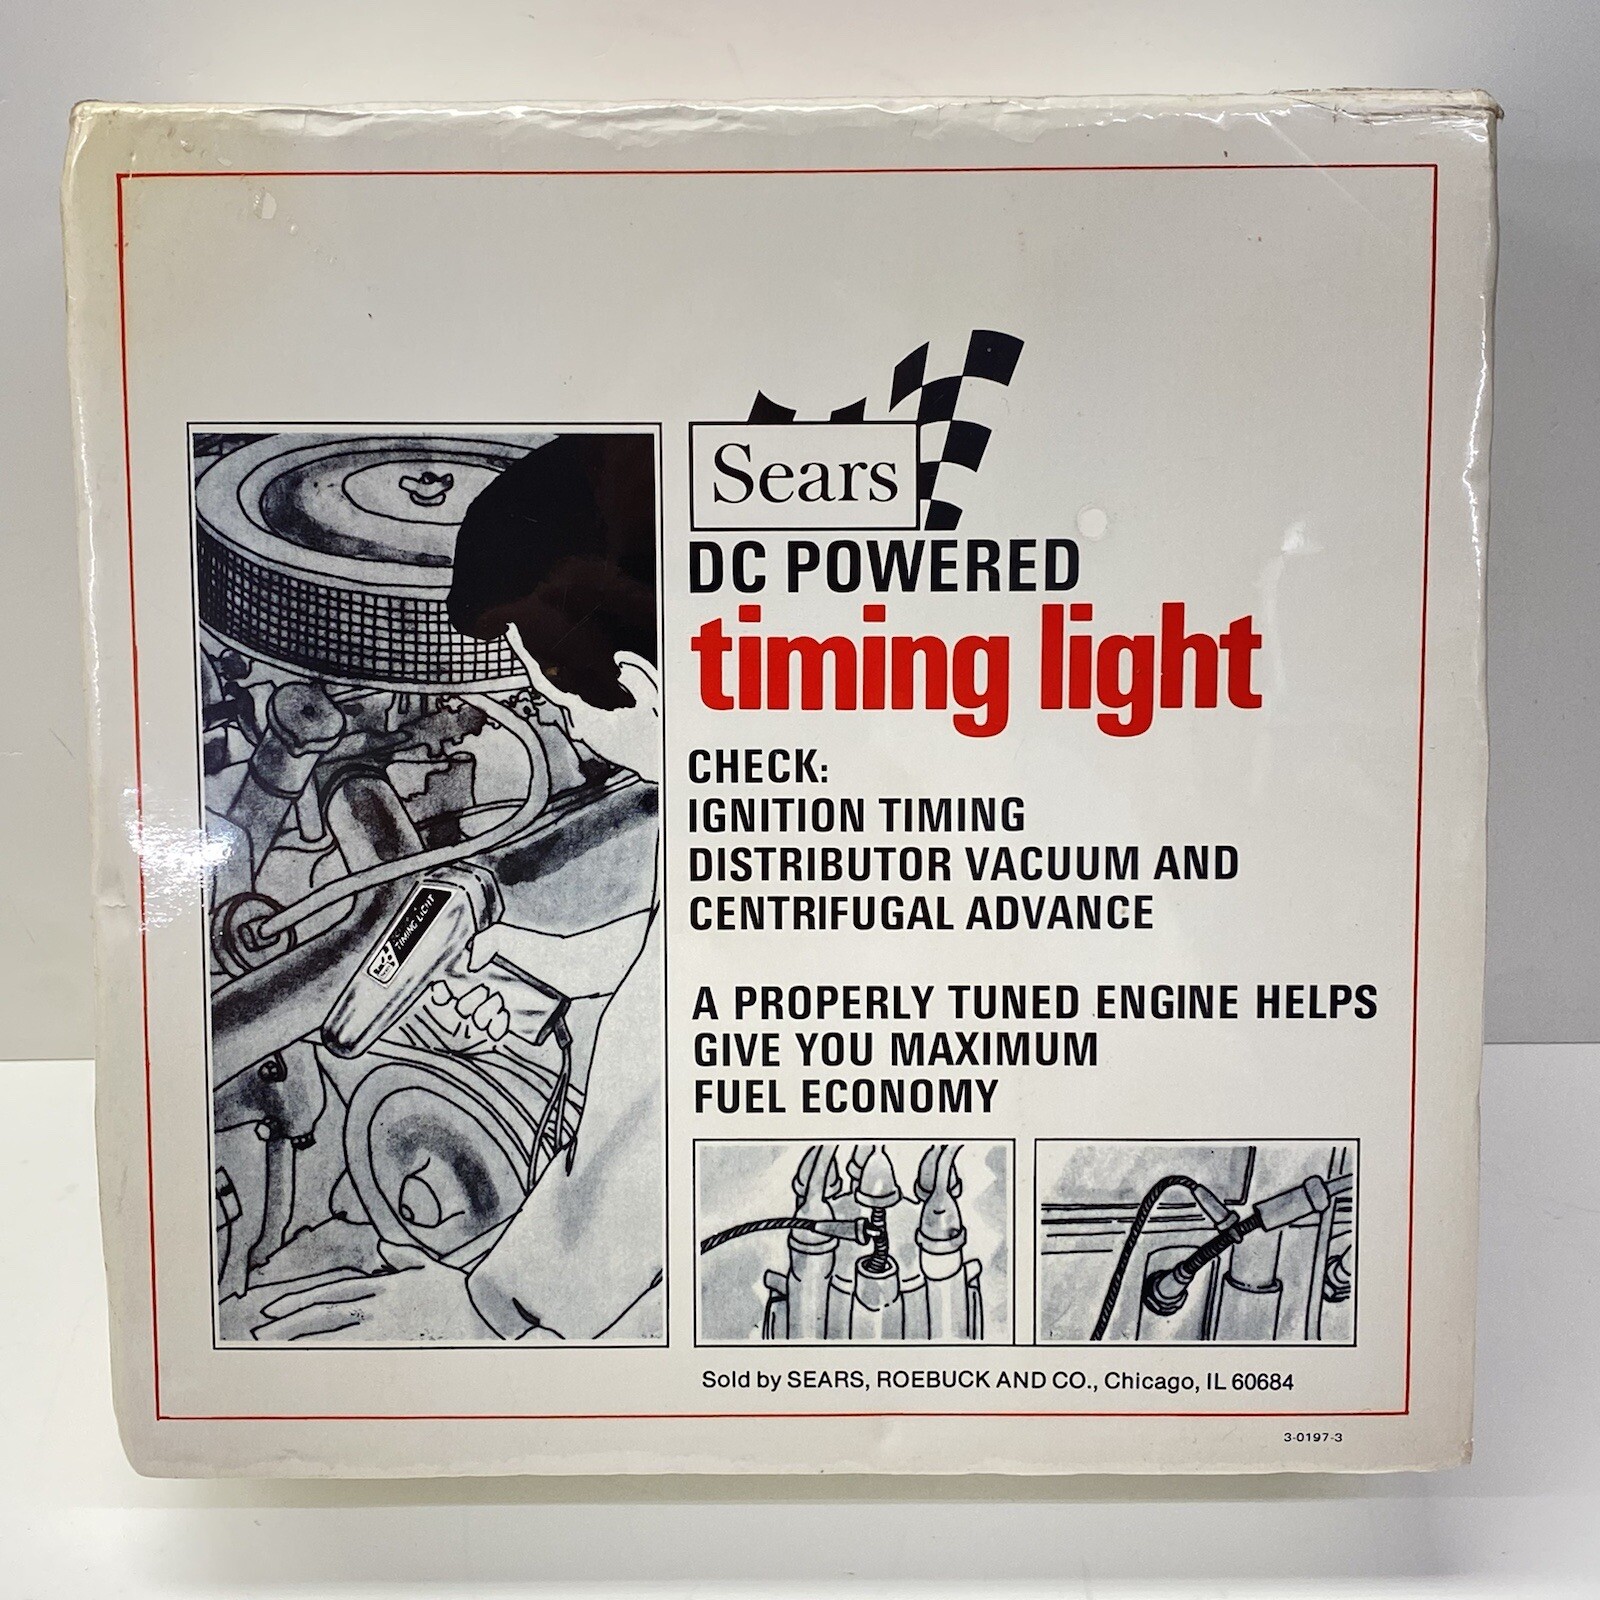 Sears
DC POWERED
timing light
CHECK:
IGNITION TIMING
DISTRIBUTOR VACUUM AND
CENTRIFUGAL ADVANCE
A PROPERLY TUNED ENGINE HELPS
GIVE YOU MAXIMUM
FUEL ECONOMY
TIMING LIGHT
Sold by SEARS, ROEBUCK AND CO., Chicago, IL 60684
3-0197-3